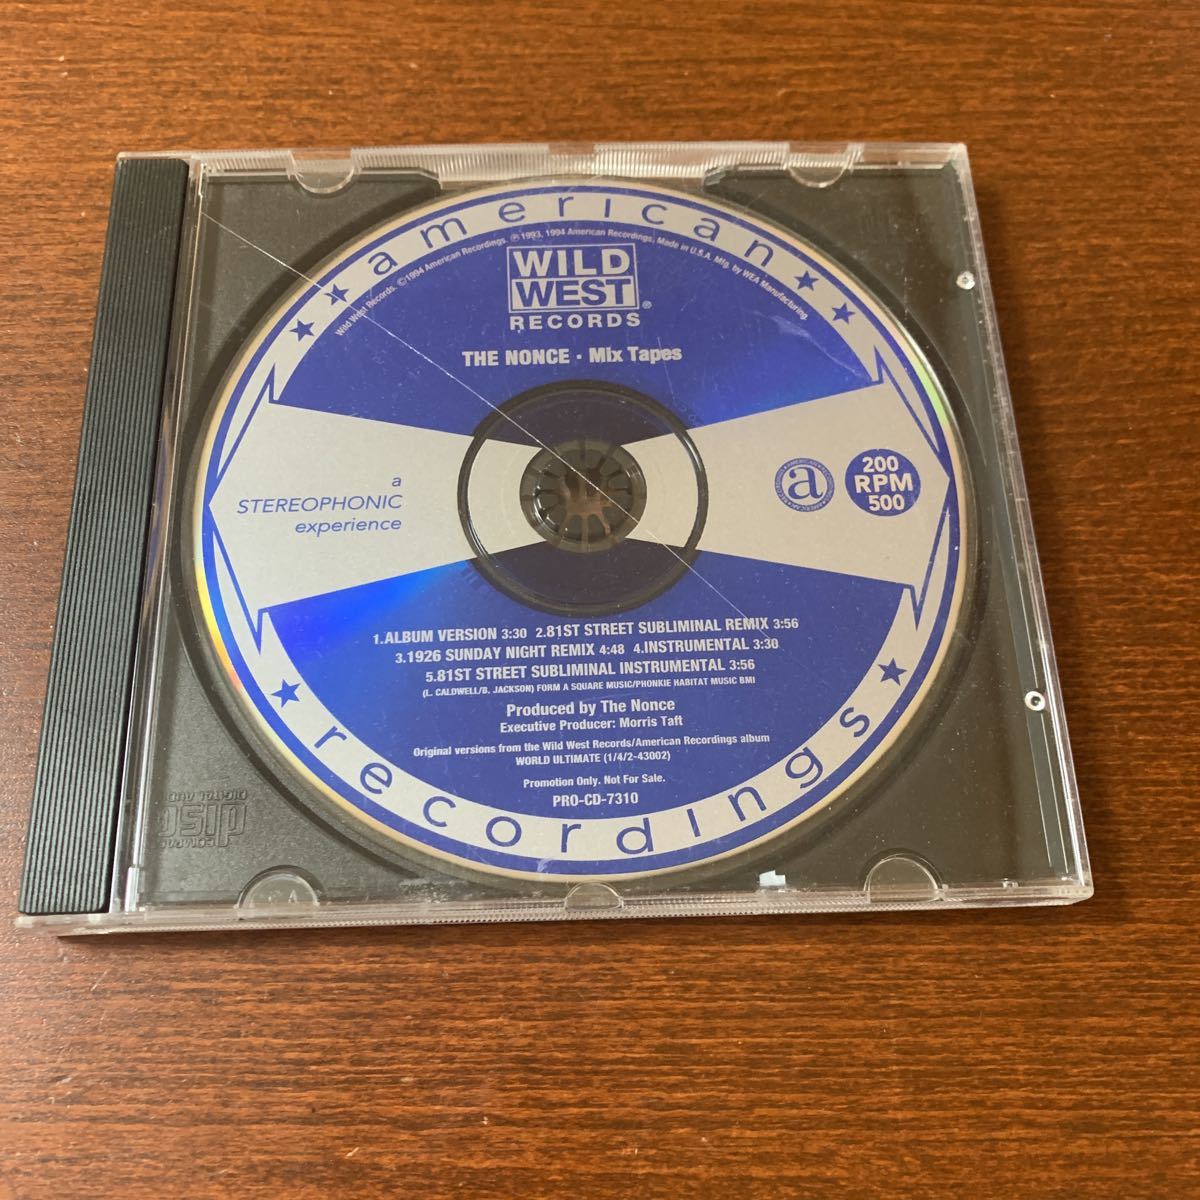 american
Wild West Records. ©1994 American Recordings. ℗ 1993, 1994 American Recordings, Made in U.S.A. Mfg. by WEA Manufacturing.
WILD
WEST
RECORDS ®
THE NONCE · Mix Tapes
a
STEREOPHONIC
experience
AMERICAN
a
200
RPM
500
1.ALBUM VERSION 3:30 2.81ST STREET SUBLIMINAL REMIX 3:56
3.1926 SUNDAY NIGHT REMIX 4:48 4.INSTRUMENTAL 3:30
5.81ST STREET SUBLIMINAL INSTRUMENTAL 3:56
(L. CALDWELL/B. JACKSON) FORM A SQUARE MUSIC/PHONKIE HABITAT MUSIC BMI
Produced by The Nonce
Executive Producer: Morris Taft
Original versions from the Wild West Records/American Recordings album
WORLD ULTIMATE (1/4/2-43002)
Promotion Only. Not For Sale.
PRO-CD-7310
recordings
COMPACT
disc
DIGITAL AUDIO